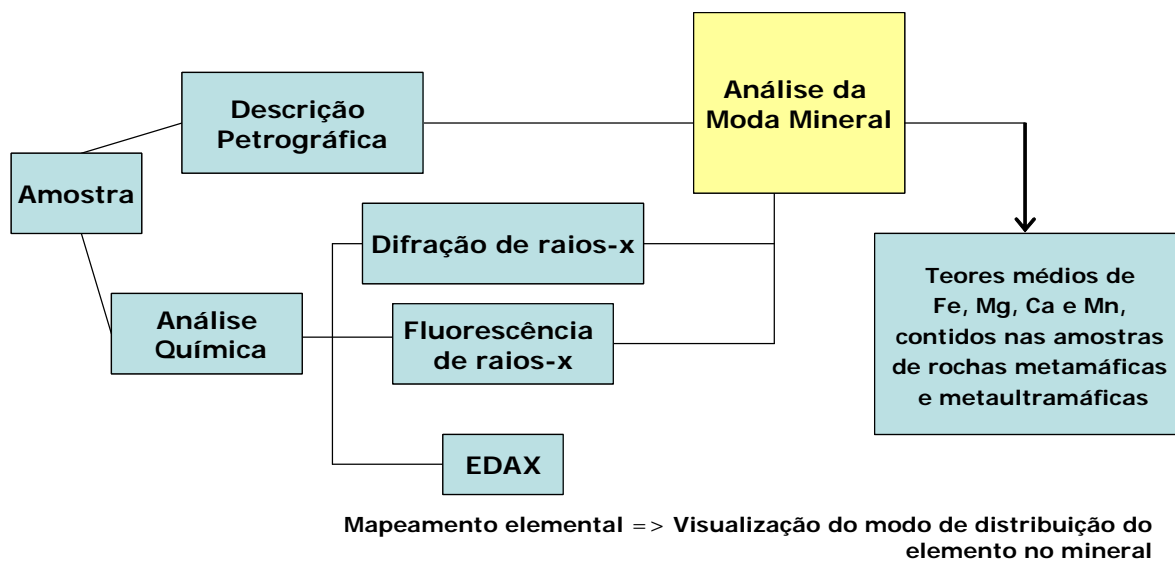 Análise da
Moda Mineral
Descrição
Petrográfica
Amostra
Difração de raios-x
Análise
Química
Fluorescência
de raios-x
EDAX
Teores médios de
Fe, Mg, Ca e Mn,
contidos nas amostras
de rochas metamáficas
e metaultramáficas
Mapeamento elemental => Visualização do modo de distribuição do
elemento no mineral